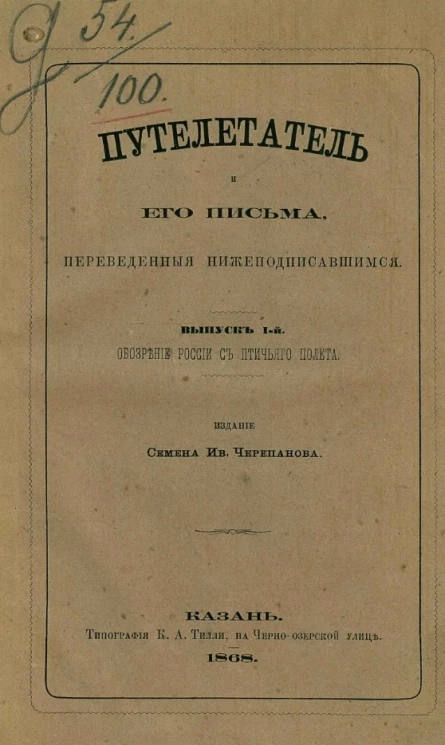 54.
100.
ПУТЕЛЕТАТЕЛЬ
и
ЕГО ПИСЬМА,
ПЕРЕВЕДЕННЫЯ НИЖЕПОДПИСАВШИМСЯ.
ВЫПУСКЪ 1-й.
ОБОЗРѢНІЕ РОССІИ СЪ ПТИЧЬЯГО ПОЛЕТА.
ИЗДАНІЕ
Семена Ив. Черепанова.
КАЗАНЬ.
Типографія К. А. Тилли, на Черно-озерской улицѣ.
1868.